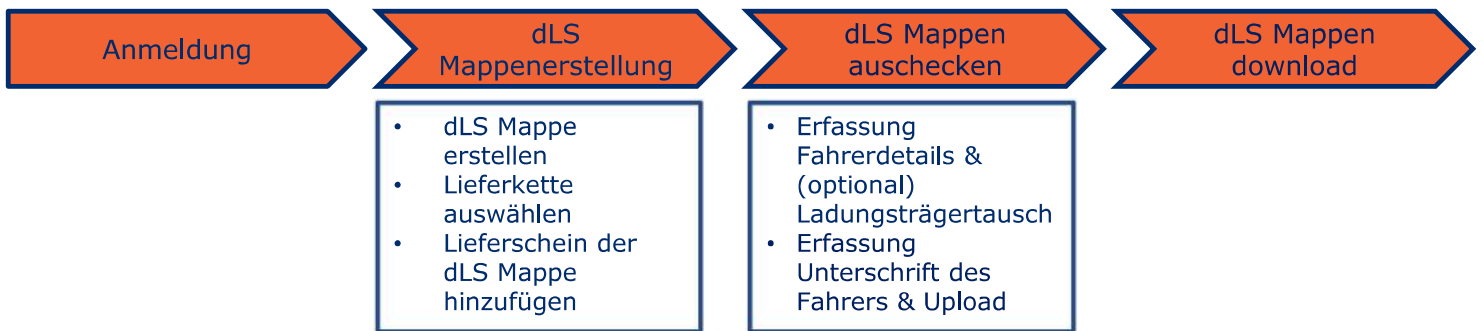 Anmeldung
dLS
Mappenerstellung
dLS Mappen
auschecken
dLS Mappen
download
• dLS Mappe
erstellen
• Lieferkette
auswählen
• Lieferschein der
dLS Mappe
hinzufügen
• Erfassung
Fahrerdetails &
(optional)
Ladungsträgertausch
• Erfassung
Unterschrift des
Fahrers & Upload